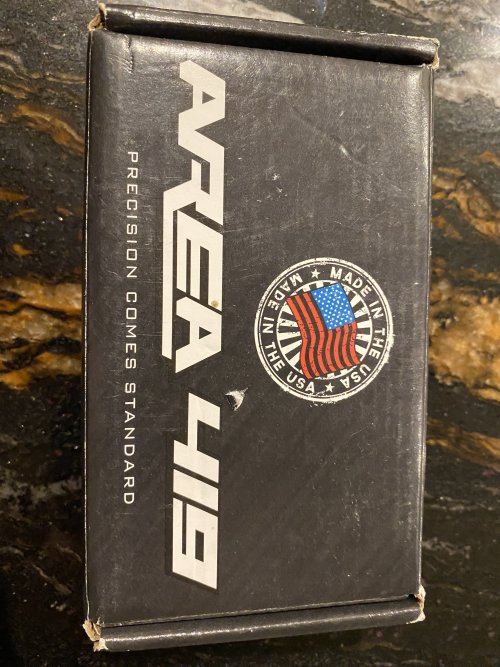 AREA 419
PRECISION COMES STANDARD
MADE IN THE USA ★ MADE IN THE USA ★